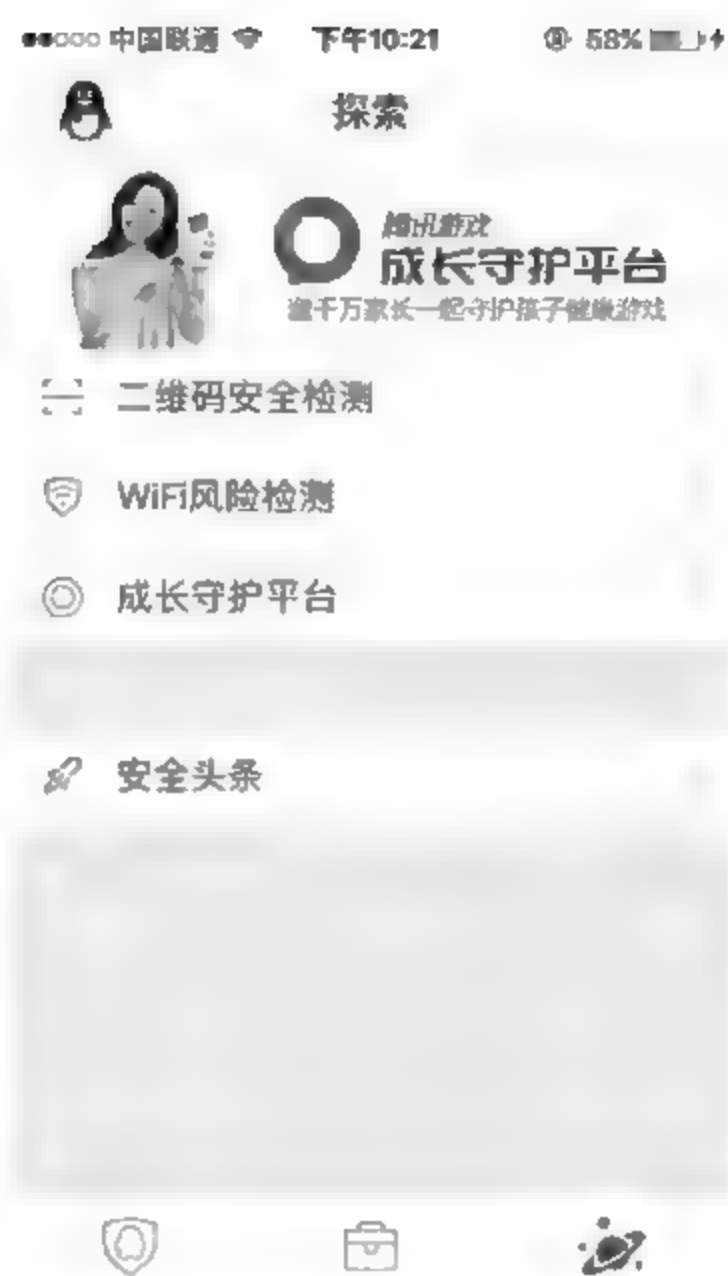 中国联通 下午10:21 58%
探索
腾讯游戏
成长守护平台
邀千万家长一起守护孩子健康游戏
二维码安全检测
WiFi风险检测
成长守护平台
安全头条